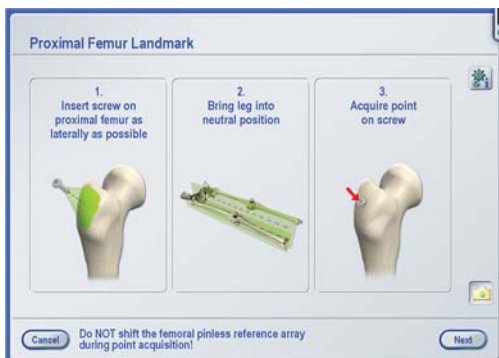 Proximal Femur Landmark
1.
Insert screw on
proximal femur as
laterally as possible
2.
Bring leg into
neutral position
3.
Acquire point
on screw
Cancel
Do NOT shift the femoral pinless reference array
during point acquisition!
Next